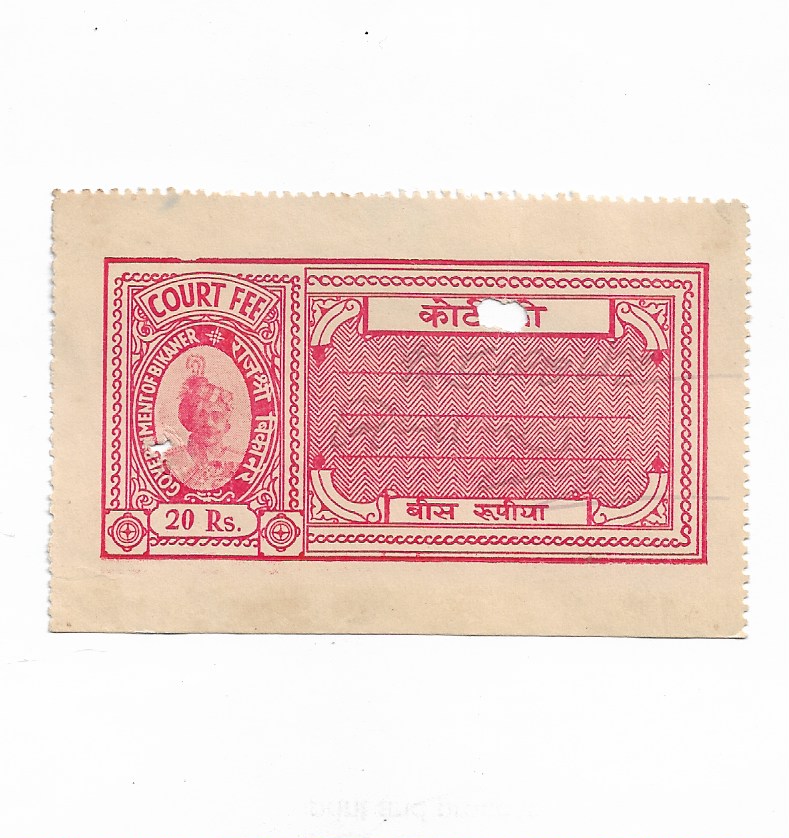 COURT FEE
GOVERNMENT OF BIKANER
राजश्री बिकानेर
20 Rs.
कोर्ट
बीस रूपीया